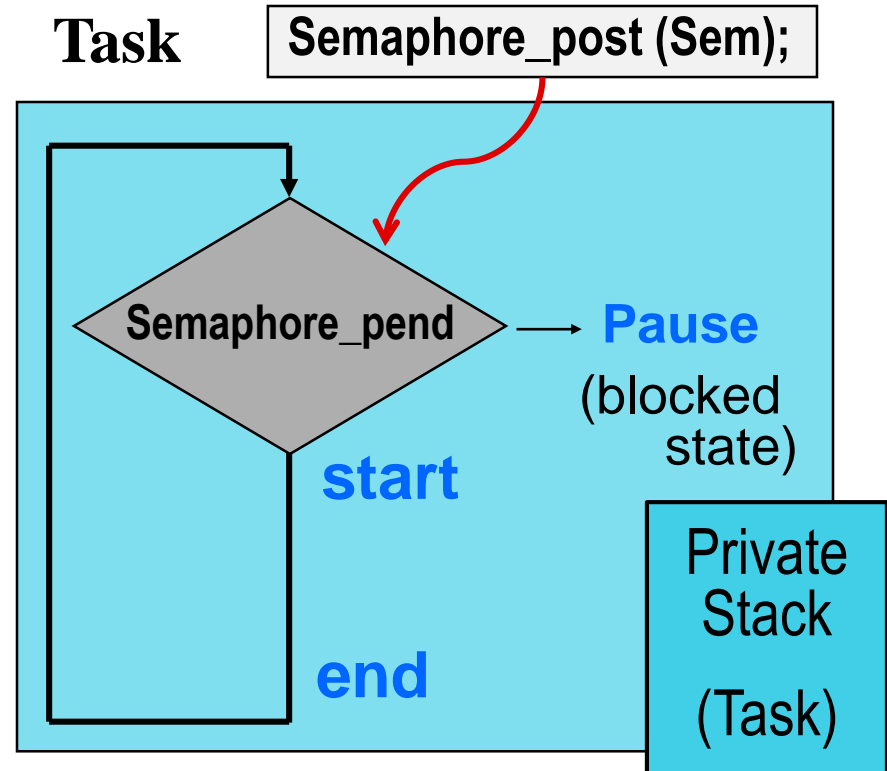 Task
Semaphore_post (Sem);
Semaphore_pend
Pause
(blocked
state)
start
end
Private
Stack
(Task)